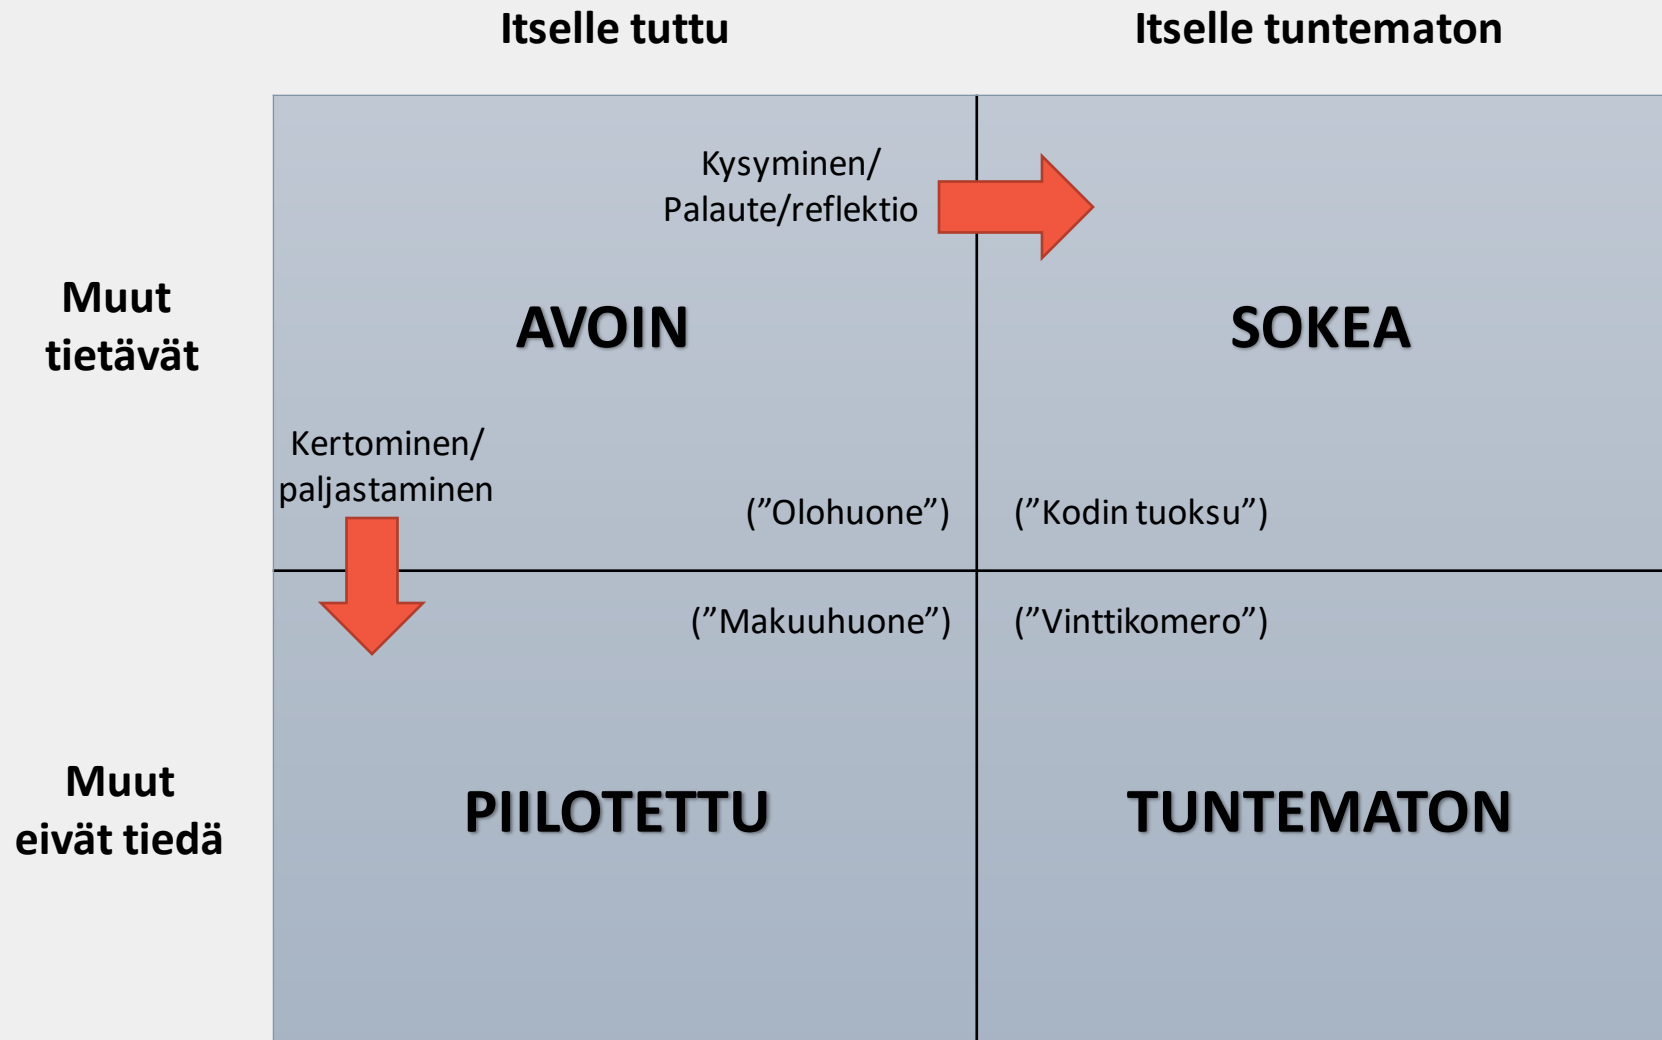 Itselle tuttu
Itselle tuntematon
Muut
tietävät
Kysyminen/
Palaute/reflektio
AVOIN
SOKEA
Kertominen/
paljastaminen
(”Olohuone”)
(”Kodin tuoksu”)
(”Makuuhuone”)
(”Vinttikomero”)
Muut
eivät tiedä
PIILOTETTU
TUNTEMATON